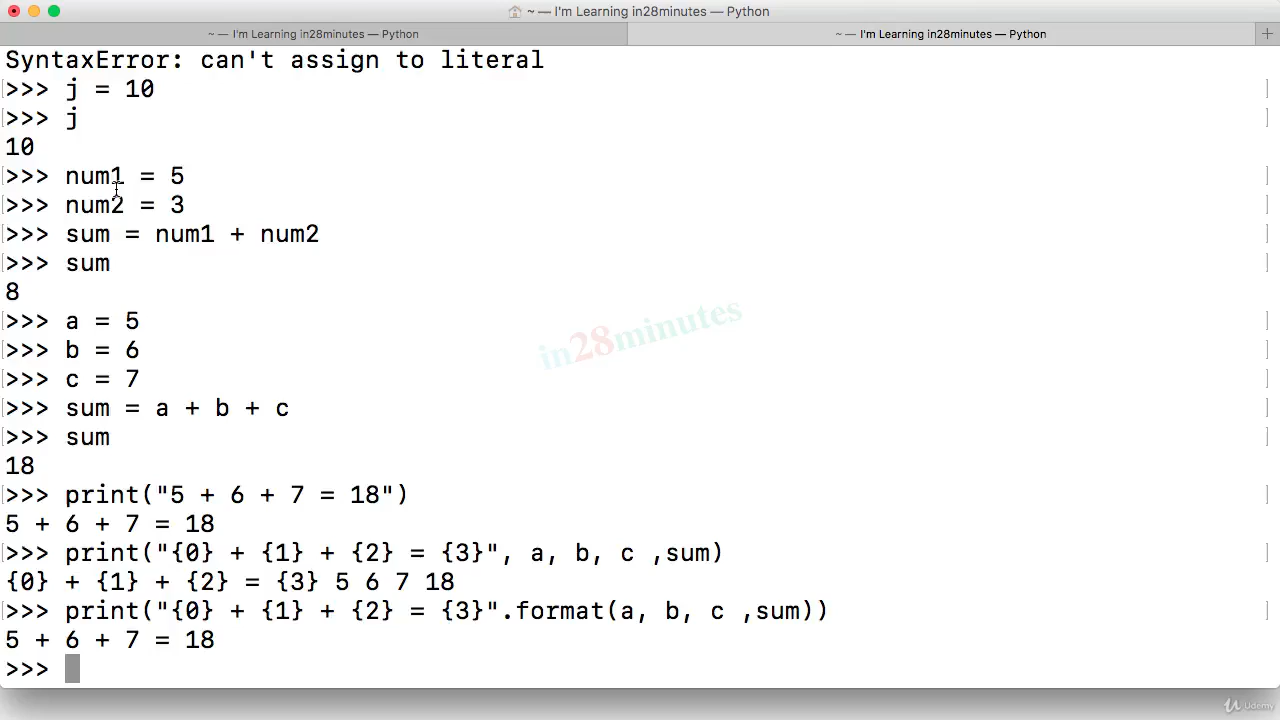 ~ — I'm Learning in28minutes — Python
~ — I'm Learning in28minutes — Python
~ — I'm Learning in28minutes — Python
SyntaxError: can't assign to literal
>>> j = 10
>>> j
10
>>> num1 = 5
>>> num2 = 3
>>> sum = num1 + num2
>>> sum
8
>>> a = 5
>>> b = 6
>>> c = 7
>>> sum = a + b + c
>>> sum
18
>>> print("5 + 6 + 7 = 18")
5 + 6 + 7 = 18
>>> print("{0} + {1} + {2} = {3}", a, b, c ,sum)
{0} + {1} + {2} = {3} 5 6 7 18
>>> print("{0} + {1} + {2} = {3}".format(a, b, c ,sum))
5 + 6 + 7 = 18
>>>
in28minutes
Udemy